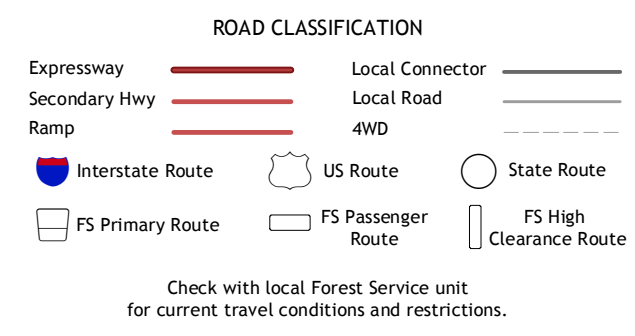 ROAD CLASSIFICATION
Expressway
Local Connector
Secondary Hwy
Local Road
Ramp
4WD
Interstate Route
US Route
State Route
FS Primary Route
FS Passenger
Route
FS High
Clearance Route
Check with local Forest Service unit
for current travel conditions and restrictions.